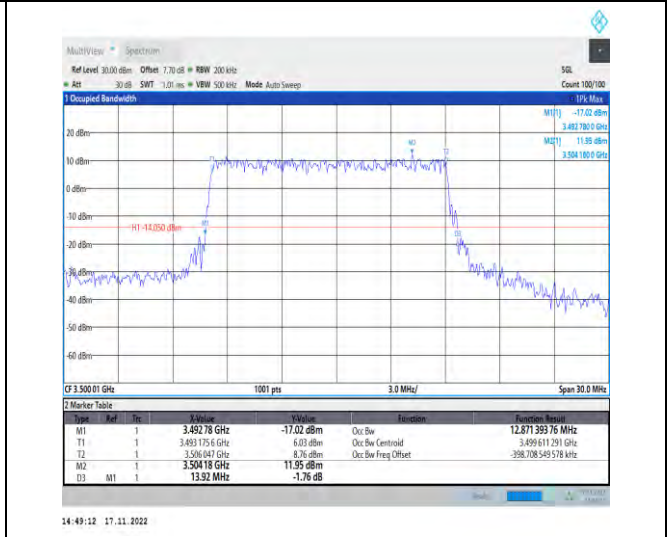 MultiView Spectrum
Ref Level 30.00 dBm Offset 7.70 dB RBW 200 kHz SGL
Att 30 dB SWT 1.01 ms VBW 500 kHz Mode Auto Sweep Count 100/100
1 Occupied Bandwidth 1Pk Max
M1[1] -17.02 dBm
3.492 780 0 GHz
M2[1] 11.95 dBm
3.504 180 0 GHz
20 dBm
M2
T2
10 dBm
0 dBm
-10 dBm
H1 -14.050 dBm
M1
D3
-20 dBm
-30 dBm
-40 dBm
-50 dBm
-60 dBm
CF 3.500 01 GHz 1001 pts 3.0 MHz/ Span 30.0 MHz
2 Marker Table
Type Ref Trc X-Value Y-Value Function Function Result
M1 1 3.492 78 GHz -17.02 dBm Occ Bw 12.871 393 76 MHz
T1 1 3.493 175 6 GHz 6.03 dBm Occ Bw Centroid 3.499 611 291 GHz
T2 1 3.506 047 GHz 8.76 dBm Occ Bw Freq Offset -398.708 549 578 kHz
M2 1 3.504 18 GHz 11.95 dBm
D3 M1 1 13.92 MHz -1.76 dB
Ready
14:49:12 17.11.2022